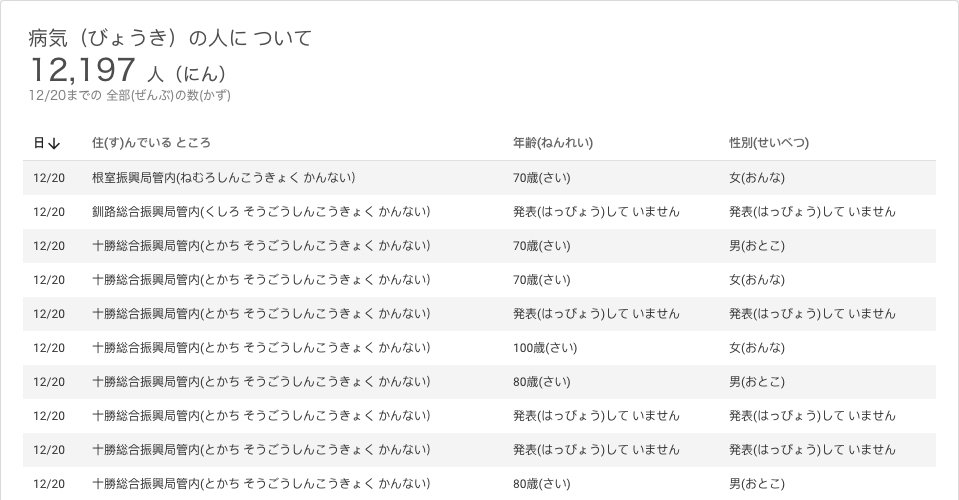 病気（びょうき）の人に ついて
12,197 人（にん）
12/20までの 全部(ぜんぶ)の数(かず)
日↓ 住(す)んでいる ところ 年齢(ねんれい) 性別(せいべつ)
12/20 根室振興局管内(ねむろしんこうきょく かんない) 70歳(さい) 女(おんな)
12/20 釧路総合振興局管内(くしろ そうごうしんこうきょく かんない) 発表(はっぴょう)して いません 発表(はっぴょう)して いません
12/20 十勝総合振興局管内(とかち そうごうしんこうきょく かんない) 70歳(さい) 男(おとこ)
12/20 十勝総合振興局管内(とかち そうごうしんこうきょく かんない) 70歳(さい) 女(おんな)
12/20 十勝総合振興局管内(とかち そうごうしんこうきょく かんない) 発表(はっぴょう)して いません 発表(はっぴょう)して いません
12/20 十勝総合振興局管内(とかち そうごうしんこうきょく かんない) 100歳(さい) 女(おんな)
12/20 十勝総合振興局管内(とかち そうごうしんこうきょく かんない) 80歳(さい) 男(おとこ)
12/20 十勝総合振興局管内(とかち そうごうしんこうきょく かんない) 発表(はっぴょう)して いません 発表(はっぴょう)して いません
12/20 十勝総合振興局管内(とかち そうごうしんこうきょく かんない) 発表(はっぴょう)して いません 発表(はっぴょう)して いません
12/20 十勝総合振興局管内(とかち そうごうしんこうきょく かんない) 80歳(さい) 男(おとこ)